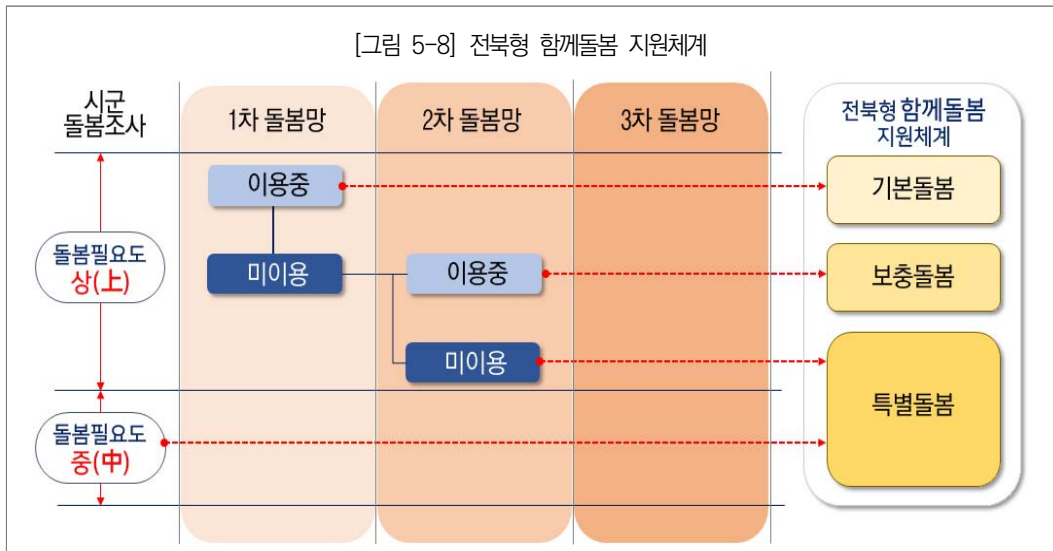 [그림 5-8] 전북형 함께돌봄 지원체계
시군
돌봄조사
1차 돌봄망
2차 돌봄망
3차 돌봄망
전북형 함께돌봄
지원체계
이용중
기본돌봄
돌봄필요도
상(上)
미이용
이용중
보충돌봄
미이용
특별돌봄
돌봄필요도
중(中)